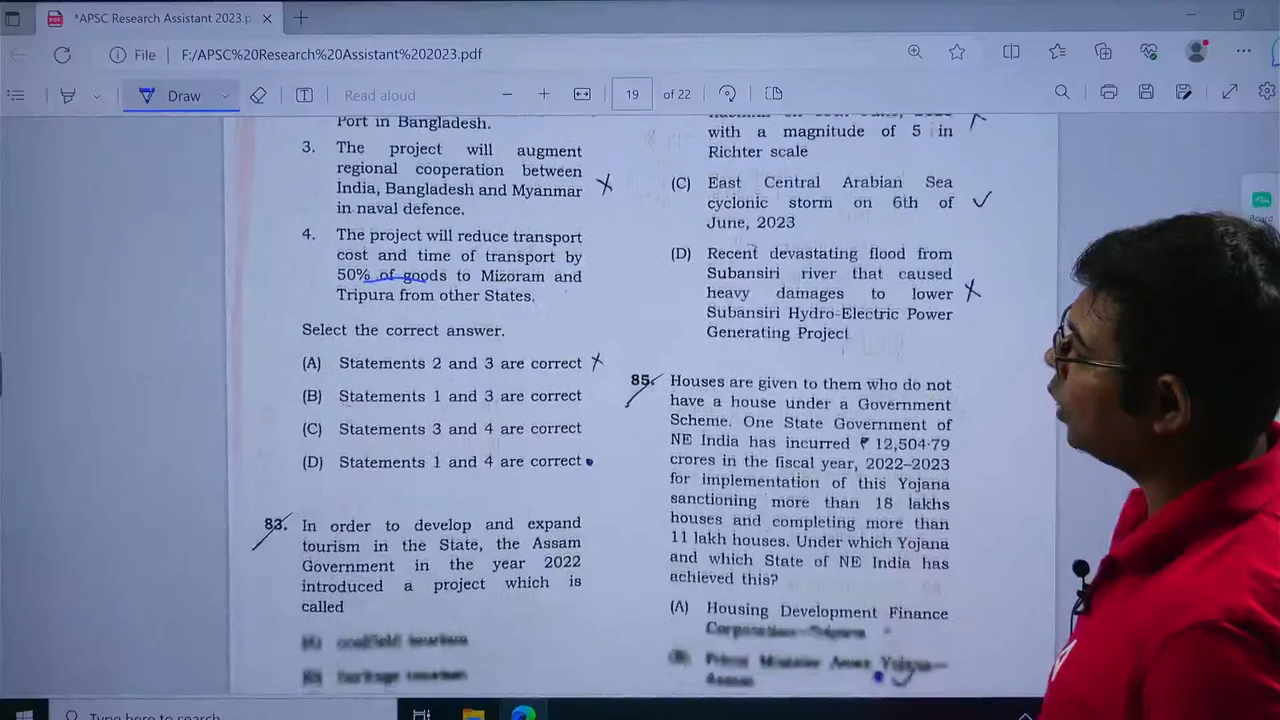 *APSC Research Assistant 2023.p
File
F:/APSC%20Research%20Assistant%202023.pdf
Draw
Read aloud
19
of 22
Port in Bangladesh.
3. The project will augment
regional cooperation between
India, Bangladesh and Myanmar
in naval defence.
4. The project will reduce transport
cost and time of transport by
50% of goods to Mizoram and
Tripura from other States.
Select the correct answer.
(A) Statements 2 and 3 are correct
(B) Statements 1 and 3 are correct
(C) Statements 3 and 4 are correct
(D) Statements 1 and 4 are correct
83. In order to develop and expand
tourism in the State, the Assam
Government in the year 2022
introduced a project which is
called
tourism
tourism
with a magnitude of 5 in
Richter scale
(C) East Central Arabian Sea
cyclonic storm on 6th of
June, 2023
(D) Recent devastating flood from
Subansiri river that caused
heavy damages to lower
Subansiri Hydro-Electric Power
Generating Project
85. Houses are given to them who do not
have a house under a Government
Scheme. One State Government of
NE India has incurred ₹ 12,504·79
crores in the fiscal year, 2022–2023
for implementation of this Yojana
sanctioning more than 18 lakhs
houses and completing more than
11 lakh houses. Under which Yojana
and which State of NE India has
achieved this?
(A) Housing Development Finance
Corporation—Tripura
(B) Prime Minister Awas Yojana—
Assam
Board
Type here to search